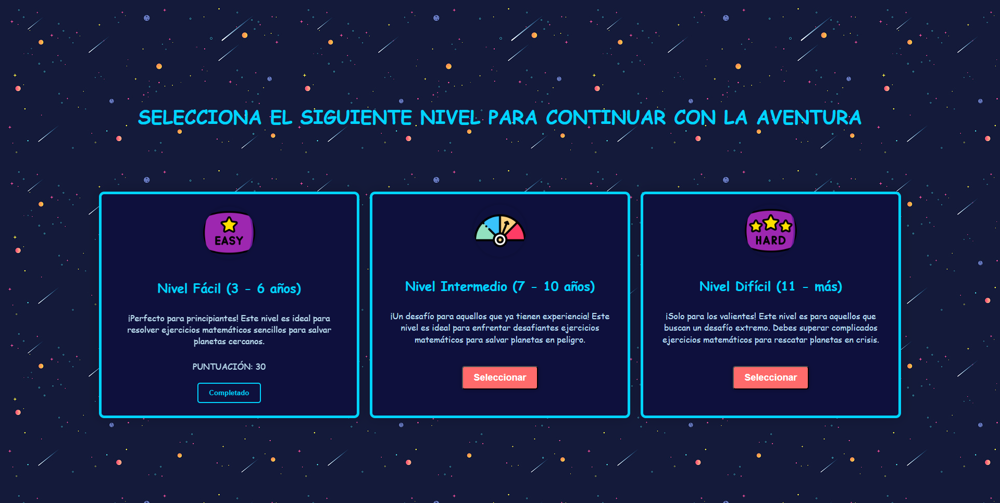 SELECCIONA EL SIGUIENTE NIVEL PARA CONTINUAR CON LA AVENTURA
EASY
Nivel Fácil (3 - 6 años)
¡Perfecto para principiantes! Este nivel es ideal para
resolver ejercicios matemáticos sencillos para salvar
planetas cercanos.
PUNTUACIÓN: 30
Completado
Nivel Intermedio (7 - 10 años)
¡Un desafío para aquellos que ya tienen experiencia! Este
nivel es ideal para enfrentar desafiantes ejercicios
matemáticos para salvar planetas en peligro.
Seleccionar
HARD
Nivel Difícil (11 - más)
¡Solo para los valientes! Este nivel es para aquellos que
buscan un desafío extremo. Debes superar complicados
ejercicios matemáticos para rescatar planetas en crisis.
Seleccionar